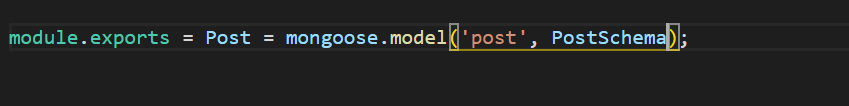 module.exports = Post = mongoose.model('post', PostSchema);